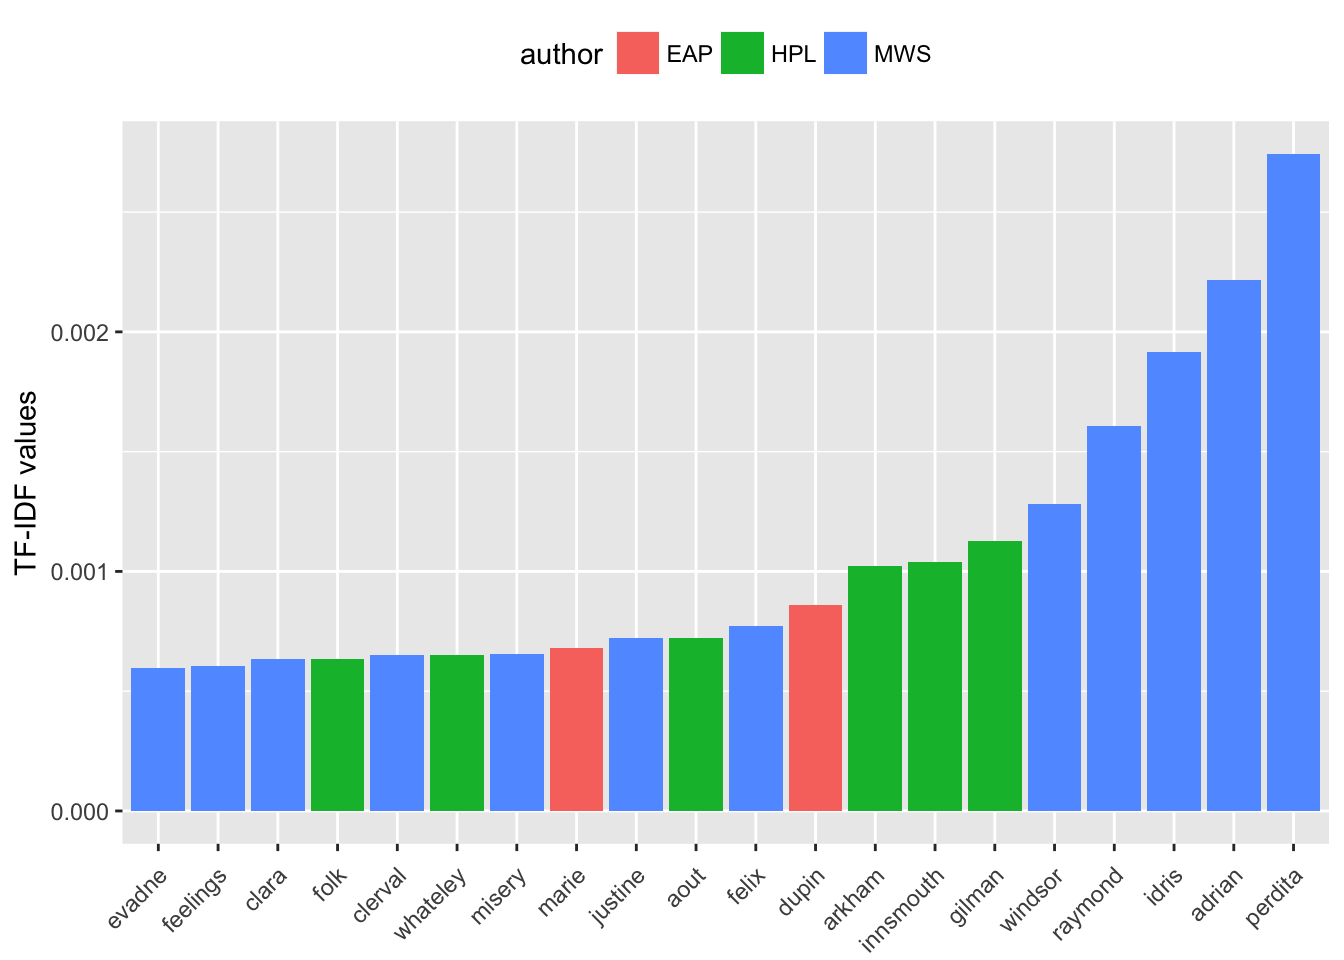 author EAP HPL MWS
TF-IDF values
0.002
0.001
0.000
evadne feelings clara folk clerval whateley misery marie justine aout felix dupin arkham innsmouth gilman windsor raymond idris adrian perdita